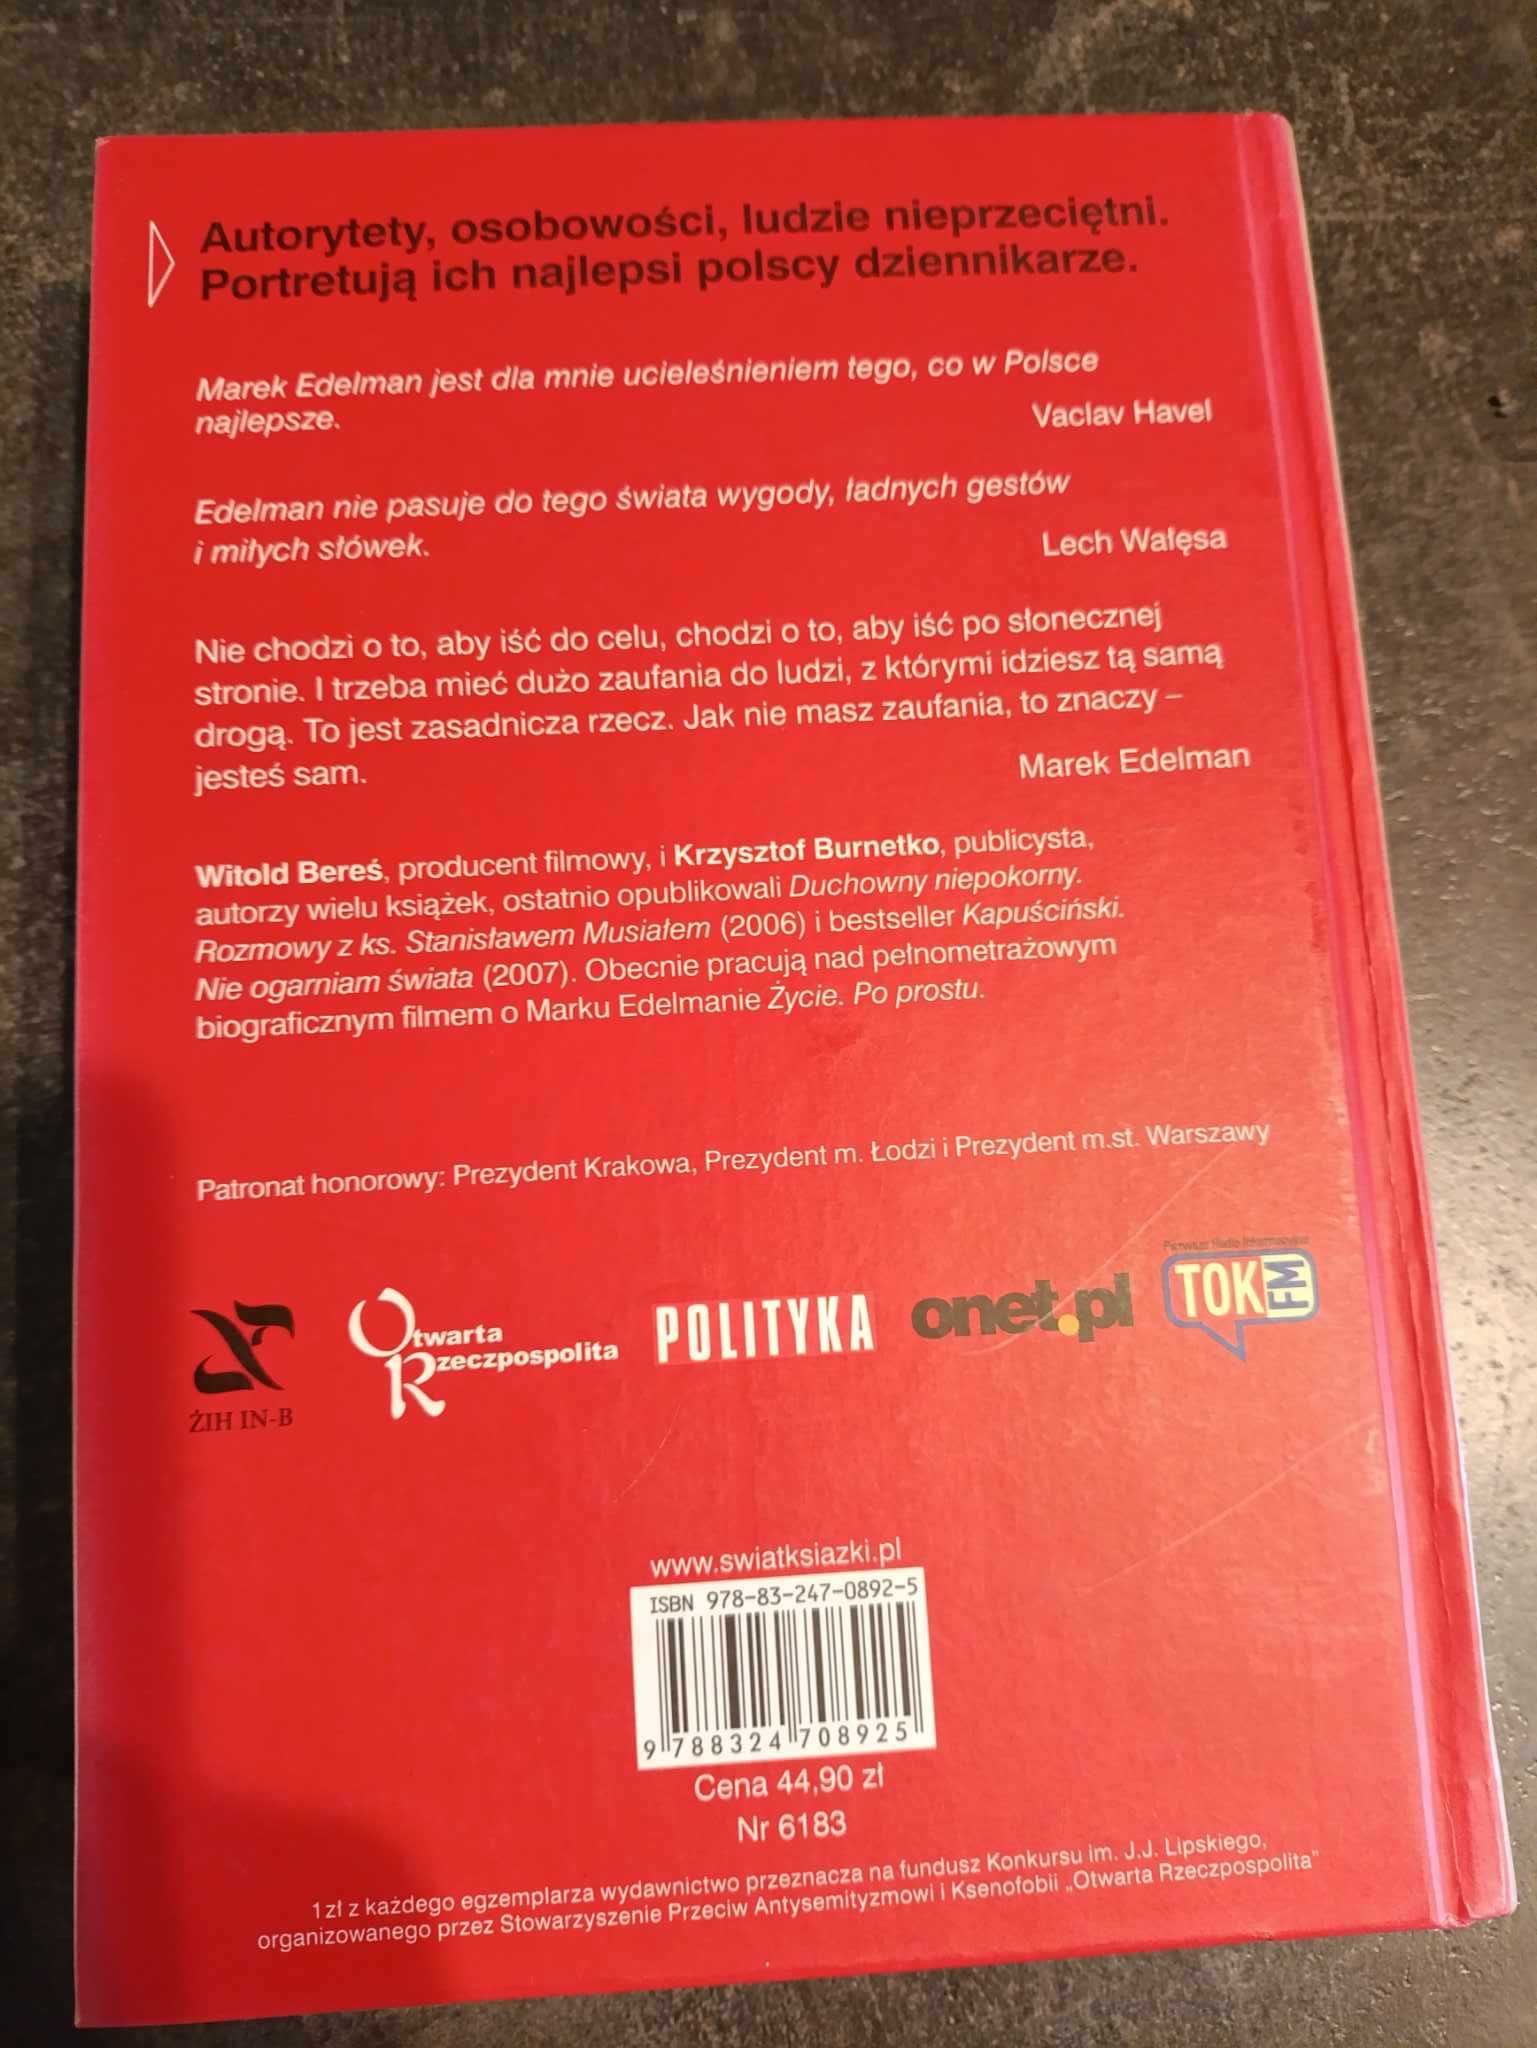 Autorytety, osobowości, ludzie nieprzeciętni.
Portretują ich najlepsi polscy dziennikarze.
Marek Edelman jest dla mnie ucieleśnieniem tego, co w Polsce
najlepsze.
Vaclav Havel
Edelman nie pasuje do tego świata wygody, ładnych gestów
i miłych słówek.
Lech Wałęsa
Nie chodzi o to, aby iść do celu, chodzi o to, aby iść po słonecznej
stronie. I trzeba mieć dużo zaufania do ludzi, z którymi idziesz tą samą
drogą. To jest zasadnicza rzecz. Jak nie masz zaufania, to znaczy –
jesteś sam.
Marek Edelman
Witold Bereś, producent filmowy, i Krzysztof Burnetko, publicysta,
autorzy wielu książek, ostatnio opublikowali Duchowny niepokorny.
Rozmowy z ks. Stanisławem Musiałem (2006) i bestseller Kapuściński.
Nie ogarniam świata (2007). Obecnie pracują nad pełnometrażowym
biograficznym filmem o Marku Edelmanie Życie. Po prostu.
Patronat honorowy: Prezydent Krakowa, Prezydent m. Łodzi i Prezydent m.st. Warszawy
ŻIH IN-B
Otwarta
Rzeczpospolita
POLITYKA
onet.pl
Pierwsze Radio Informacyjne
TOK FM
www.swiatksiazki.pl
ISBN 978-83-247-0892-5
9 788324 708925
Cena 44,90 zł
Nr 6183
1 zł z każdego egzemplarza wydawnictwo przeznacza na fundusz Konkursu im. J.J. Lipskiego,
organizowanego przez Stowarzyszenie Przeciw Antysemityzmowi i Ksenofobii „Otwarta Rzeczpospolita"